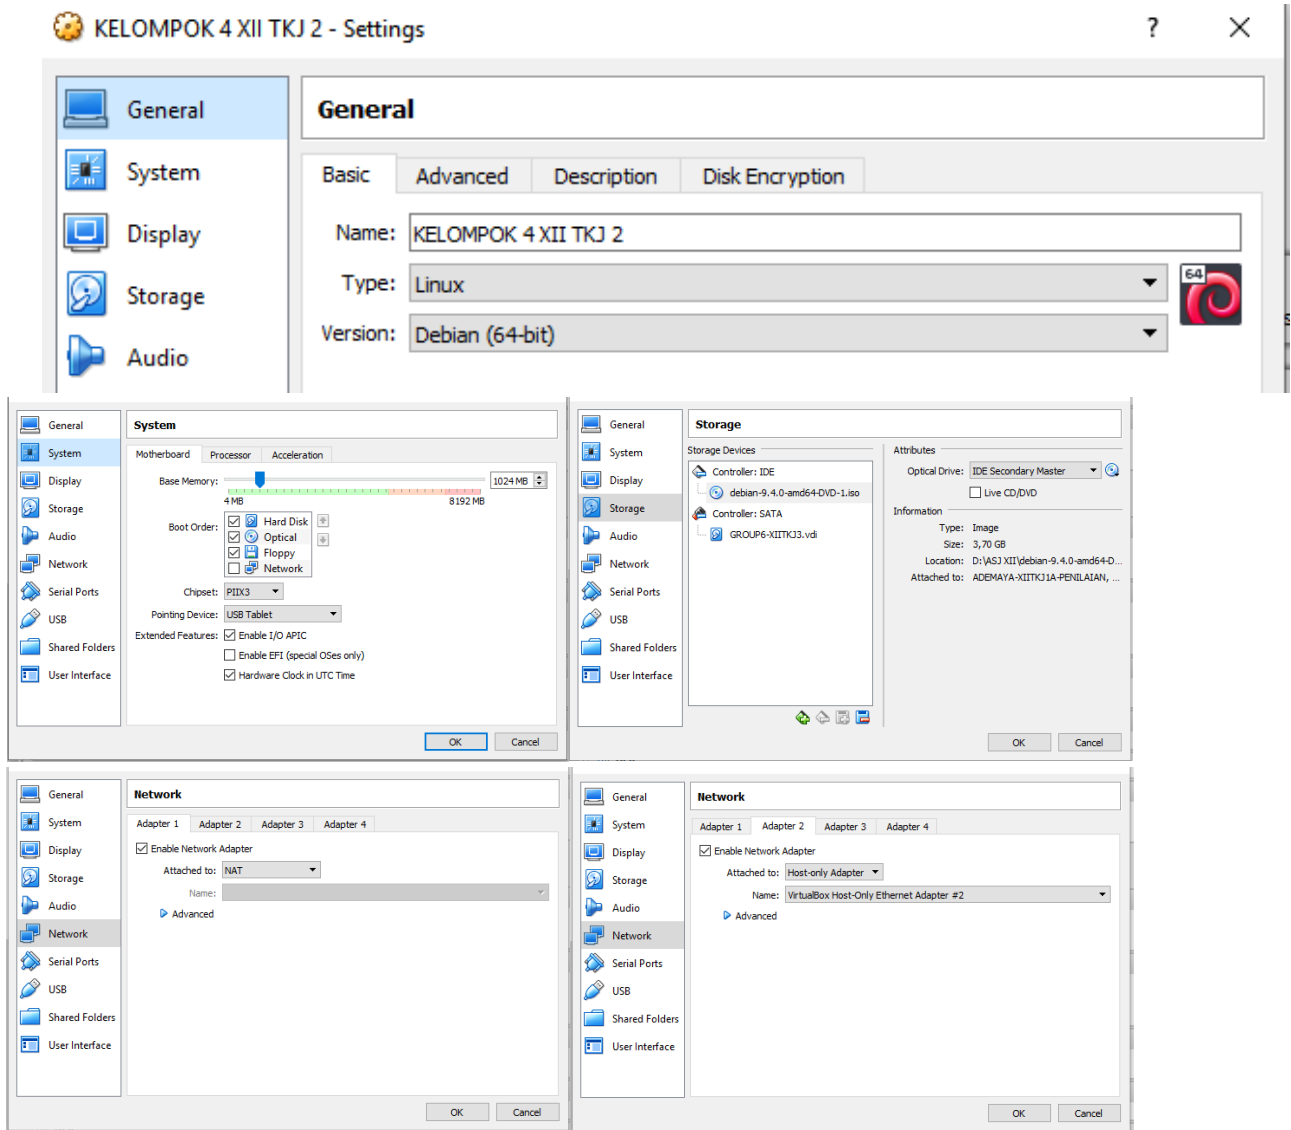 KELOMPOK 4 XII TKJ 2 - Settings
?
General
System
Display
Storage
Audio
General
Basic Advanced Description Disk Encryption
Name: KELOMPOK 4 XII TKJ 2
Type: Linux
64
Version: Debian (64-bit)
General
System
Display
Storage
Audio
Network
Serial Ports
USB
Shared Folders
User Interface
System
Motherboard Processor Acceleration
Base Memory: 1024 MB
4 MB 8192 MB
Boot Order: Hard Disk
Optical
Floppy
Network
Chipset: PIIX3
Pointing Device: USB Tablet
Extended Features: Enable I/O APIC
Enable EFI (special OSes only)
Hardware Clock in UTC Time
OK Cancel
General
System
Display
Storage
Audio
Network
Serial Ports
USB
Shared Folders
User Interface
Storage
Storage Devices
Controller: IDE
debian-9.4.0-amd64-DVD-1.iso
Controller: SATA
GROUP6-XIITKJ3.vdi
Attributes
Optical Drive: IDE Secondary Master
Live CD/DVD
Information
Type: Image
Size: 3,70 GB
Location: D:\ASJ XII\debian-9.4.0-amd64-D...
Attached to: ADEMAYA-XIITKJ1A-PENILAIAN, ...
OK Cancel
General
System
Display
Storage
Audio
Network
Serial Ports
USB
Shared Folders
User Interface
Network
Adapter 1 Adapter 2 Adapter 3 Adapter 4
Enable Network Adapter
Attached to: NAT
Name:
Advanced
OK Cancel
General
System
Display
Storage
Audio
Network
Serial Ports
USB
Shared Folders
User Interface
Network
Adapter 1 Adapter 2 Adapter 3 Adapter 4
Enable Network Adapter
Attached to: Host-only Adapter
Name: VirtualBox Host-Only Ethernet Adapter #2
Advanced
OK Cancel